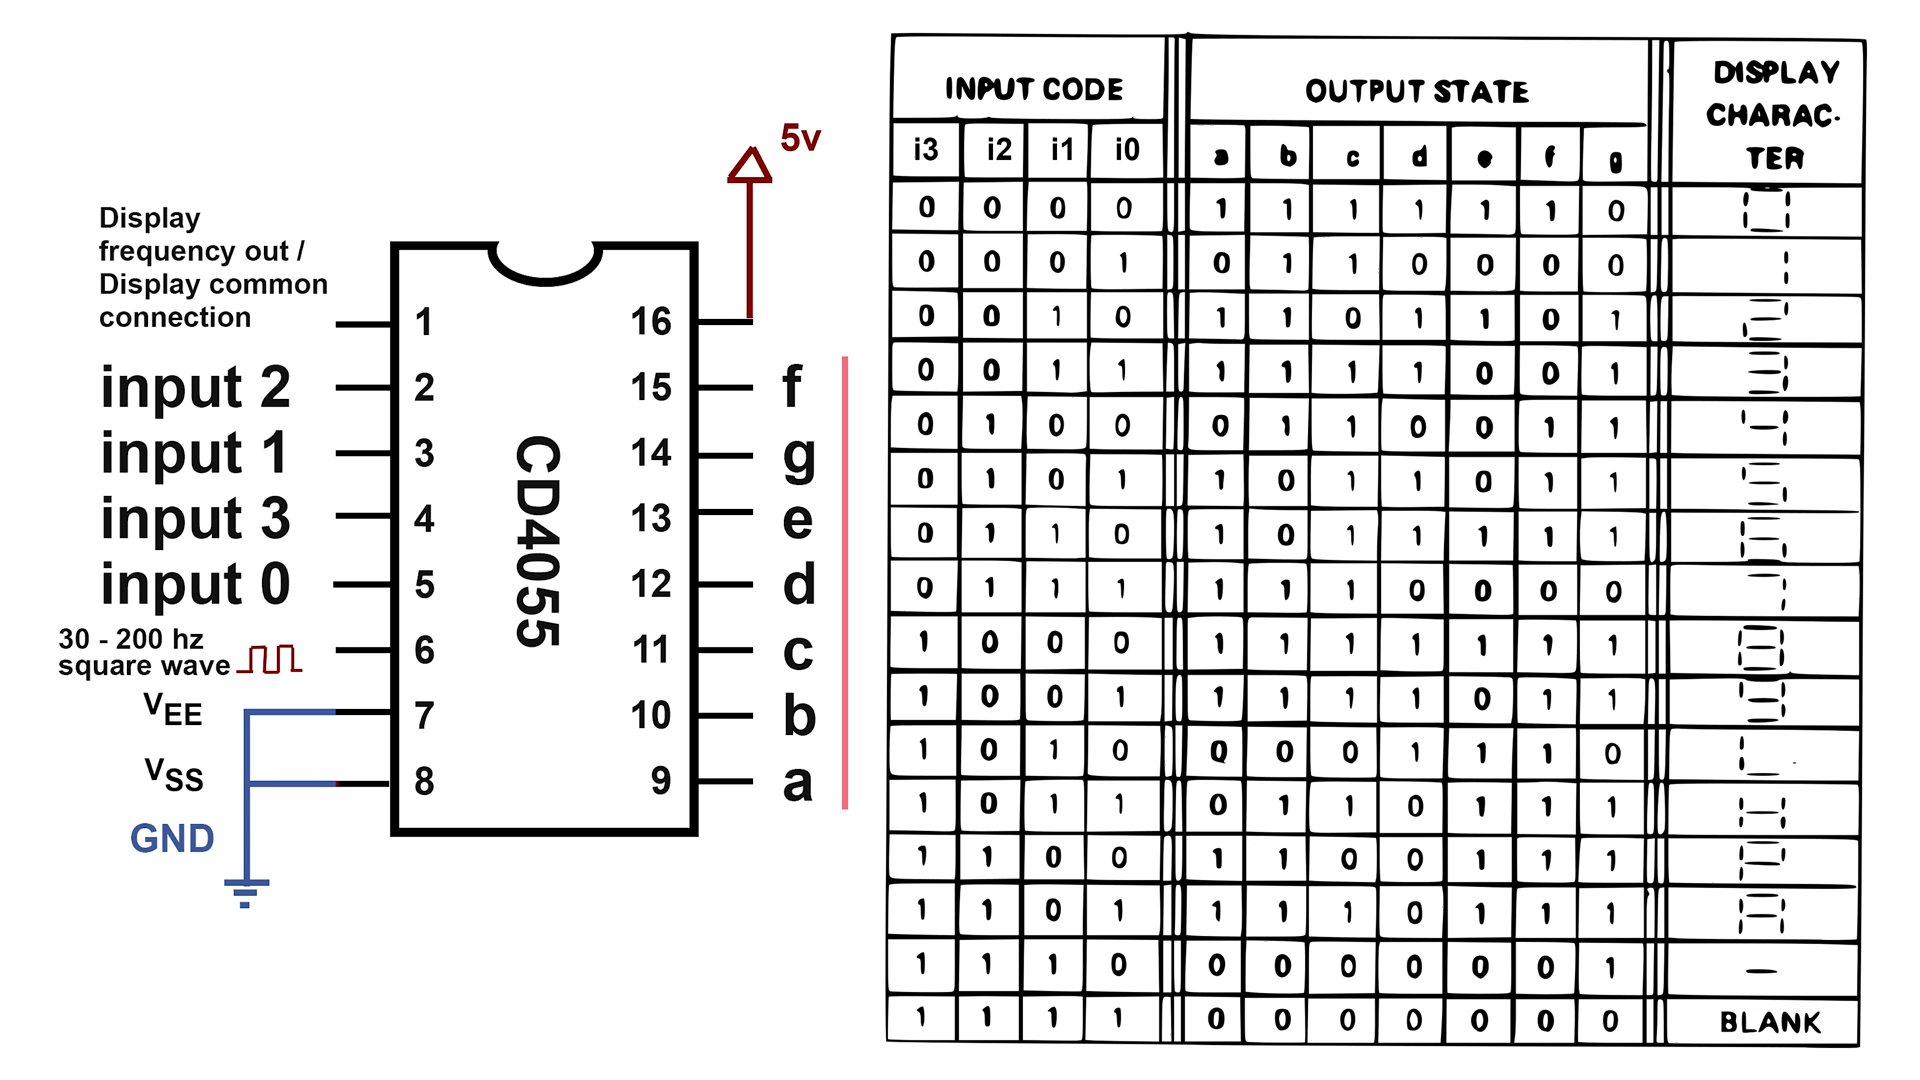 5v
Display
frequency out /
Display common
connection
1 16
input 2 2 15 f
input 1 3 14 g
input 3 4 13 e
input 0 5 12 d
30 - 200 hz
square wave 6 11 c
VEE 7 10 b
VSS 8 9 a
GND
CD4055
INPUT CODE OUTPUT STATE DISPLAY
CHARAC-
TER
i3 i2 i1 i0 a b c d e f g
0 0 0 0 1 1 1 1 1 1 0 0
0 0 0 1 0 1 1 0 0 0 0 1
0 0 1 0 1 1 0 1 1 0 1 2
0 0 1 1 1 1 1 1 0 0 1 3
0 1 0 0 0 1 1 0 0 1 1 4
0 1 0 1 1 0 1 1 0 1 1 5
0 1 1 0 1 0 1 1 1 1 1 6
0 1 1 1 1 1 1 0 0 0 0 7
1 0 0 0 1 1 1 1 1 1 1 8
1 0 0 1 1 1 1 1 0 1 1 9
1 0 1 0 0 0 0 1 1 1 0 L
1 0 1 1 0 1 1 0 1 1 1 H
1 1 0 0 1 1 0 0 1 1 1 P
1 1 0 1 1 1 1 0 1 1 1 A
1 1 1 0 0 0 0 0 0 0 1 -
1 1 1 1 0 0 0 0 0 0 0 BLANK